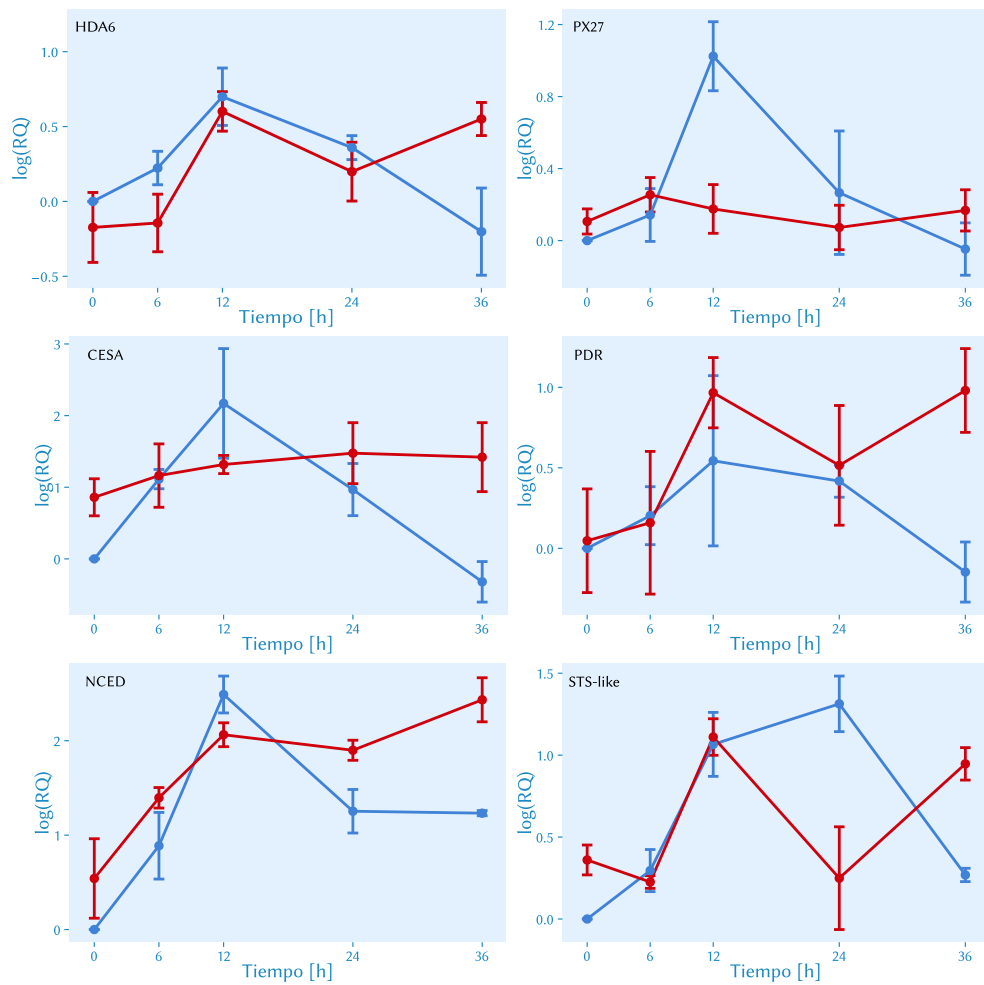 HDA6
1.0
0.5
0.0
−0.5
log(RQ)
0 6 12 24 36
Tiempo [h]
PX27
1.2
0.8
0.4
0.0
log(RQ)
0 6 12 24 36
Tiempo [h]
CESA
3
2
1
0
log(RQ)
0 6 12 24 36
Tiempo [h]
PDR
1.0
0.5
0.0
log(RQ)
0 6 12 24 36
Tiempo [h]
NCED
2
1
0
log(RQ)
0 6 12 24 36
Tiempo [h]
STS-like
1.5
1.0
0.5
0.0
log(RQ)
0 6 12 24 36
Tiempo [h]